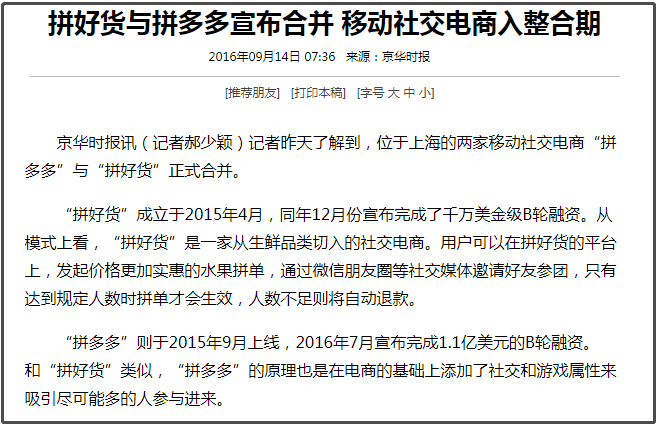 拼好货与拼多多宣布合并 移动社交电商入整合期
2016年09月14日 07:36 来源：京华时报
[推荐朋友] [打印本稿] [字号 大 中 小]
京华时报讯（记者郝少颖）记者昨天了解到，位于上海的两家移动社交电商“拼
多多”与“拼好货”正式合并。
“拼好货”成立于2015年4月，同年12月份宣布完成了千万美金级B轮融资。从
模式上看，“拼好货”是一家从生鲜品类切入的社交电商。用户可以在拼好货的平台
上，发起价格更加实惠的水果拼单，通过微信朋友圈等社交媒体邀请好友参团，只有
达到规定人数时拼单才会生效，人数不足则将自动退款。
“拼多多”则于2015年9月上线，2016年7月宣布完成1.1亿美元的B轮融资。
和“拼好货”类似，“拼多多”的原理也是在电商的基础上添加了社交和游戏属性来
吸引尽可能多的人参与进来。